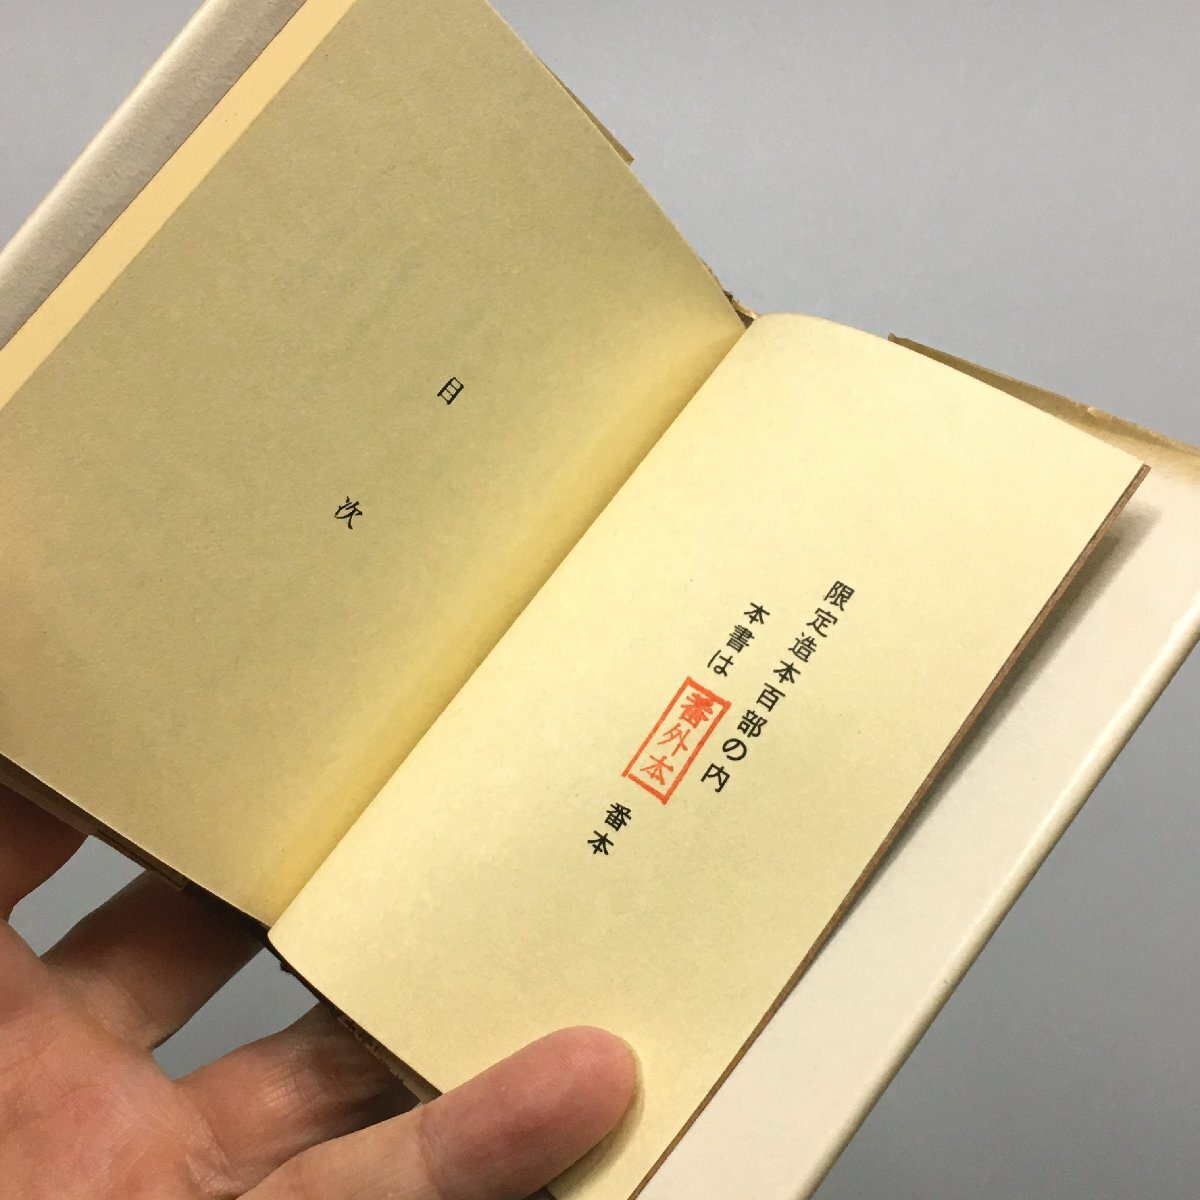 限定造本百部の内
本書は 番外本 番本
目次